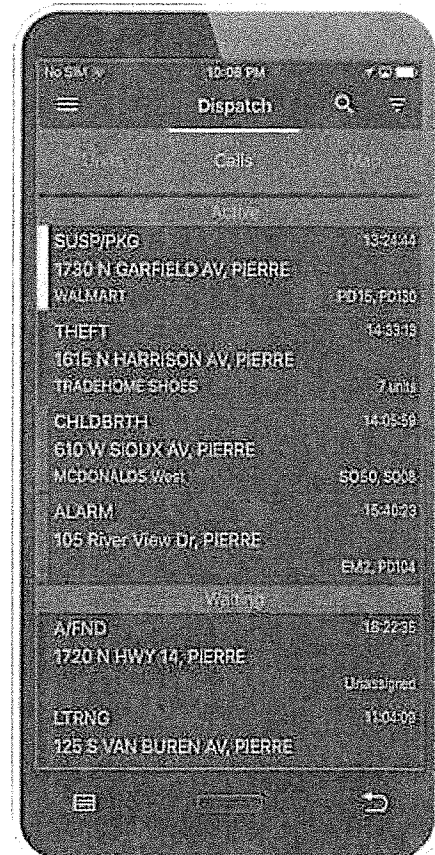 No SIM
10:08 PM
Dispatch
Units
Calls
Map
Active
SUSP/PKG 13:24:44
1730 N GARFIELD AV, PIERRE
WALMART PD15, PD130
THEFT 14:33:13
1615 N HARRISON AV, PIERRE
TRADEHOME SHOES 7 units
CHLDBRTH 14:05:59
610 W SIOUX AV, PIERRE
MCDONALDS West SO50, SO08
ALARM 15:40:23
105 River View Dr, PIERRE
EM2, PD104
Waiting
A/FND 18:22:35
1720 N HWY 14, PIERRE
Unassigned
LTRNG 11:04:09
125 S VAN BUREN AV, PIERRE